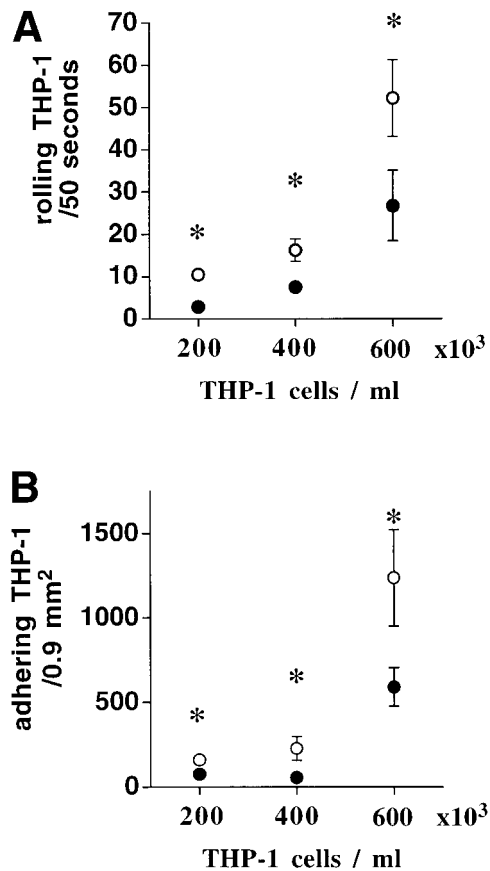 A
rolling THP-1
/50 seconds
70
60
50
40
30
20
10
0
*
*
*
200 400 600 x10³
THP-1 cells / ml
B
adhering THP-1
/0.9 mm²
1500
1000
500
0
*
*
*
200 400 600 x10³
THP-1 cells / ml